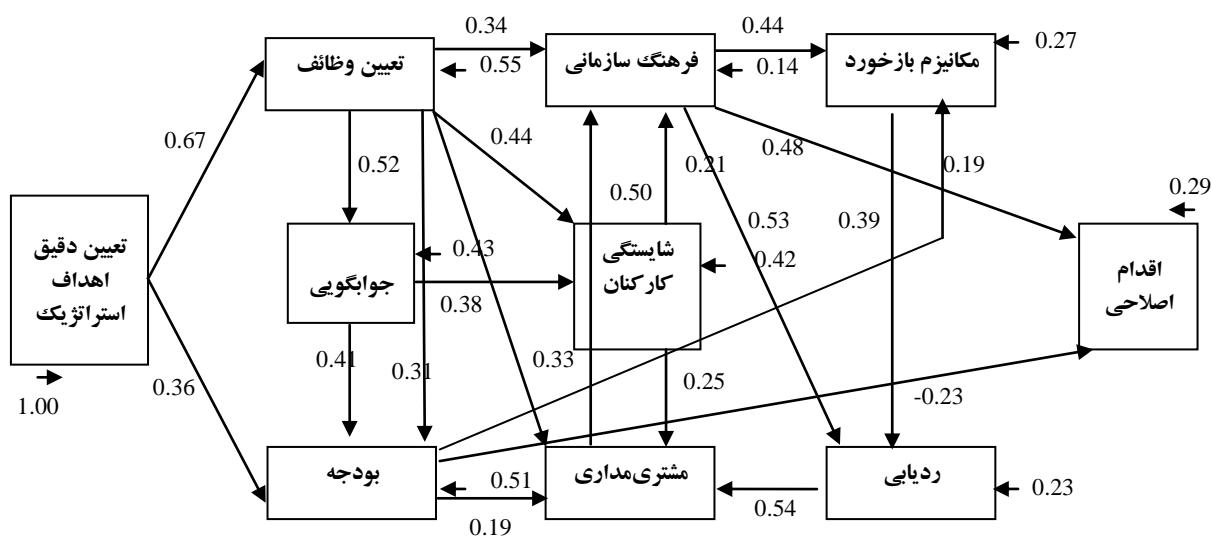 0.34
0.44
تعیین وظائف
فرهنگ سازمانی
مکانیزم بازخورد
0.27
0.55
0.14
0.67
0.44
0.48
0.52
0.21
0.19
0.50
0.29
تعیین دقیق
اهداف
استراتژیک
جوابگویی
0.43
شایستگی
کارکنان
0.53
0.39
0.42
اقدام
اصلاحی
0.38
0.41
0.31
0.33
0.25
0.36
-0.23
1.00
بودجه
مشتری‌مداری
ردیابی
0.51
0.23
0.19
0.54